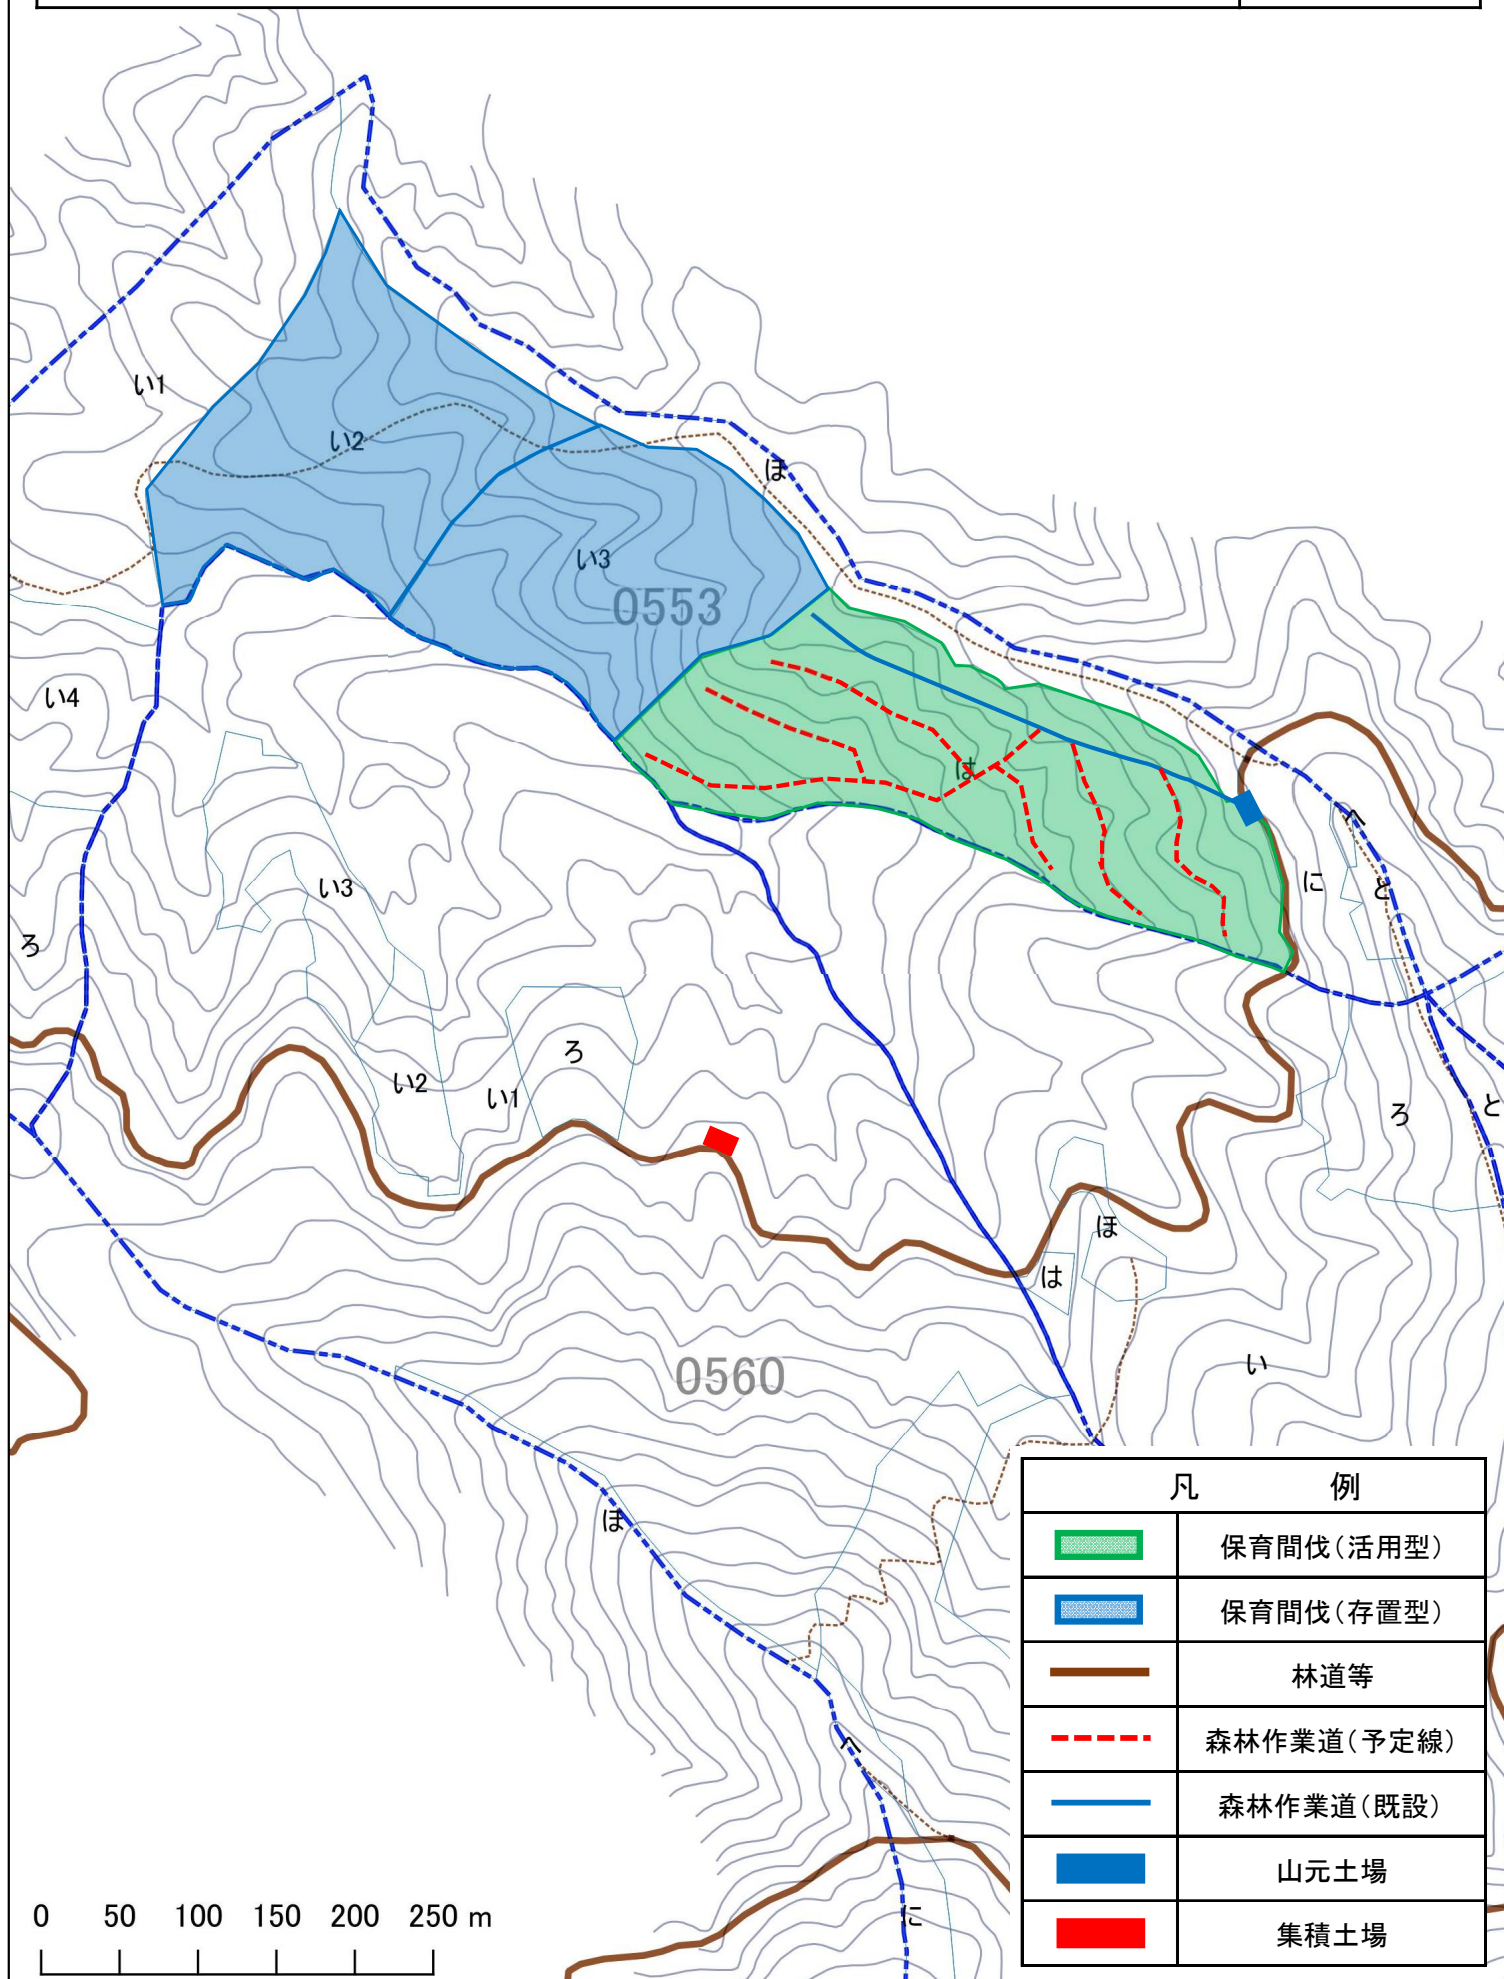 い1
い2
ほ
い3
0553
い4
は
へ
に
と
い3
ろ
ろ
い2
い1
ろ
と
ほ
は
い
0560
ほ
へ
に
凡 例
保育間伐(活用型)
保育間伐(存置型)
林道等
森林作業道(予定線)
森林作業道(既設)
山元土場
集積土場
0 50 100 150 200 250 m